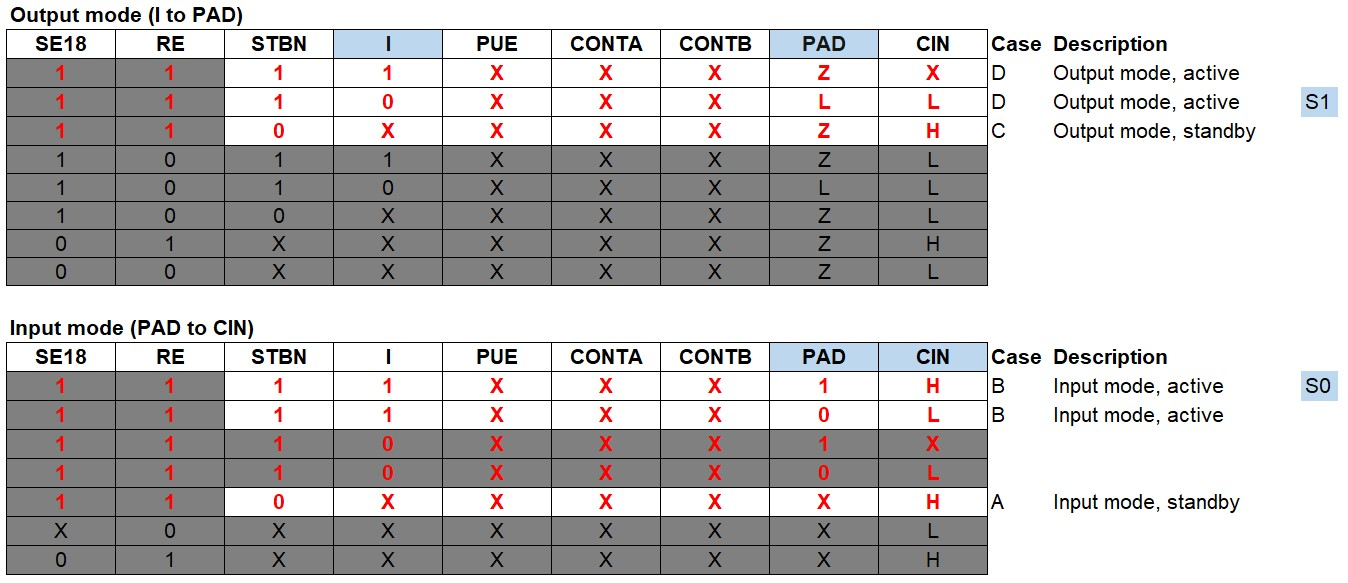 Output mode (I to PAD)
SE18 RE STBN I PUE CONTA CONTB PAD CIN Case Description
1 1 1 1 X X X Z X D Output mode, active
1 1 1 0 X X X L L D Output mode, active S1
1 1 0 X X X X Z H C Output mode, standby
1 0 1 1 X X X Z L
1 0 1 0 X X X L L
1 0 0 X X X X Z L
0 1 X X X X X Z H
0 0 X X X X X Z L
Input mode (PAD to CIN)
SE18 RE STBN I PUE CONTA CONTB PAD CIN Case Description
1 1 1 1 X X X 1 H B Input mode, active S0
1 1 1 1 X X X 0 L B Input mode, active
1 1 1 0 X X X 1 X
1 1 1 0 X X X 0 L
1 1 0 X X X X X H A Input mode, standby
X 0 X X X X X X L
0 1 X X X X X X H